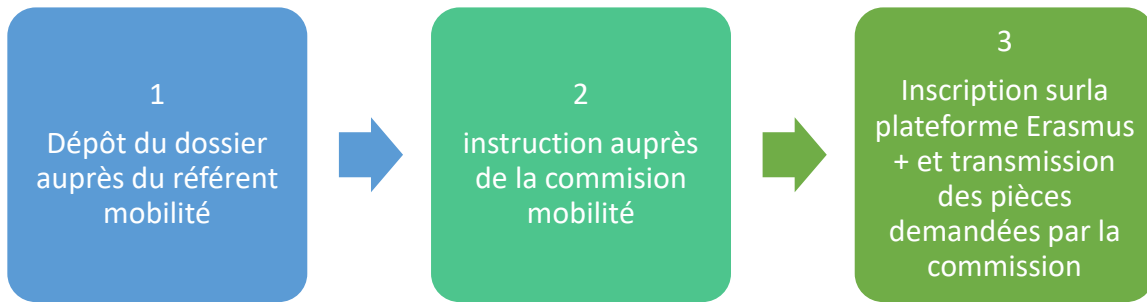 1
Dépôt du dossier
auprès du référent
mobilité
2
instruction auprès
de la commision
mobilité
3
Inscription surla
plateforme Erasmus
+ et transmission
des pièces
demandées par la
commission